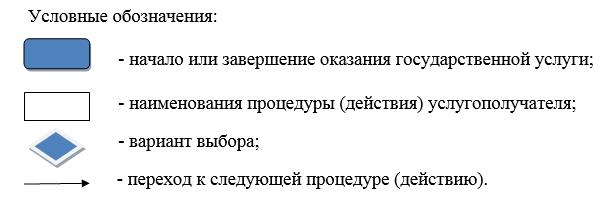 Условные обозначения:
- начало или завершение оказания государственной услуги;
- наименования процедуры (действия) услугополучателя;
- вариант выбора;
- переход к следующей процедуре (действию).